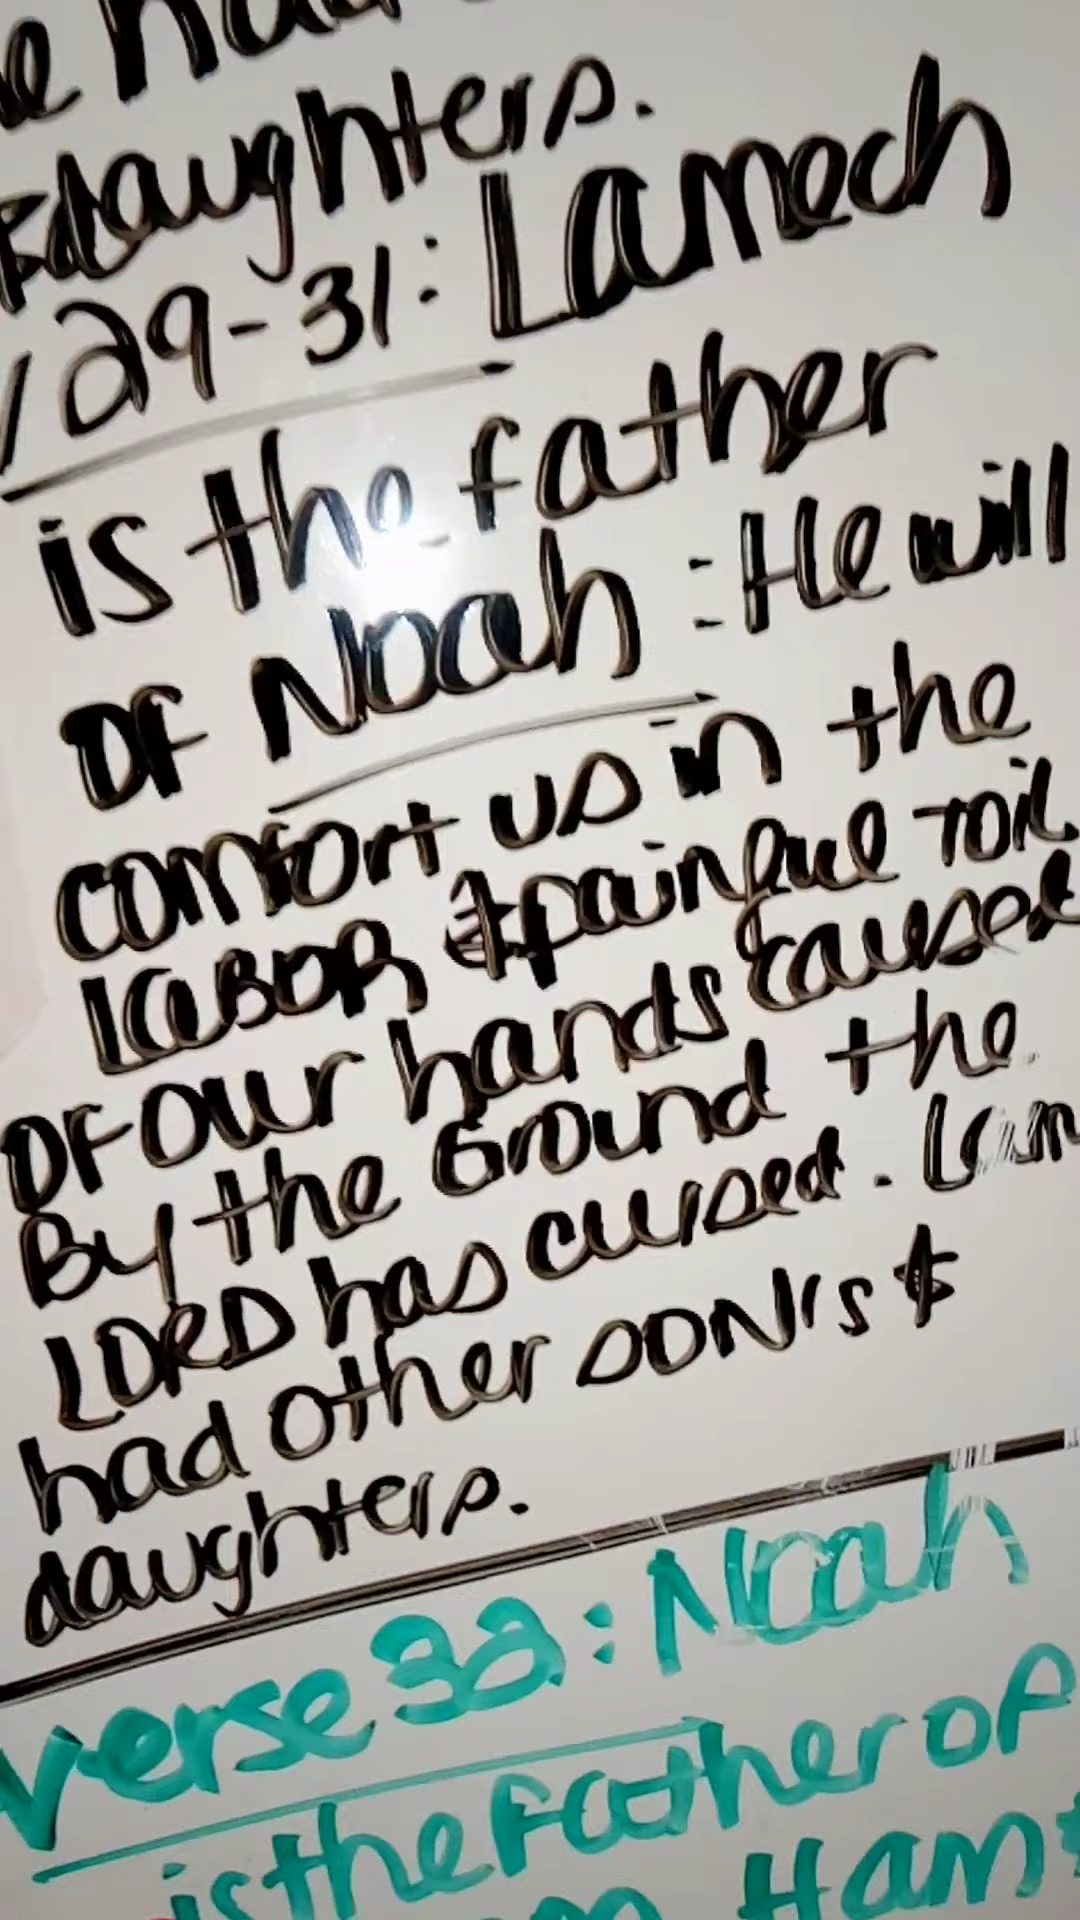 daughters.
29-31: Lamech
is the father
OF Noah : He will
comfort us in the
laBOR & painful TOIL
OF Our hands caused
By the Ground the
LORD has cursed.
had other SON's &
daughters.
verse 32: Noah
is the Father OF
Ham